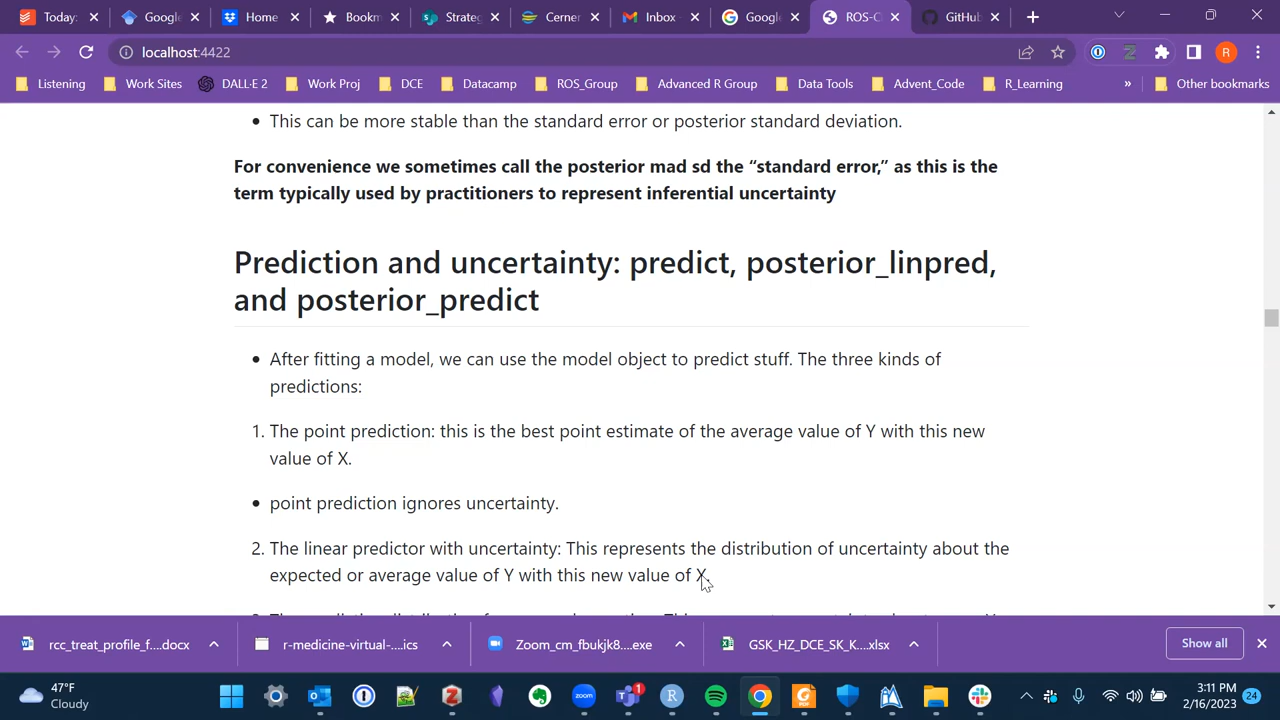 Today:
Google
Home
Bookm
Strate
Cerner
Inbox
Google
ROS-C
GitHub
localhost:4422
R
Listening
Work Sites
DALL·E 2
Work Proj
DCE
Datacamp
ROS_Group
Advanced R Group
Data Tools
Advent_Code
R_Learning
»
Other bookmarks
• This can be more stable than the standard error or posterior standard deviation.
For convenience we sometimes call the posterior mad sd the “standard error,” as this is the
term typically used by practitioners to represent inferential uncertainty
Prediction and uncertainty: predict, posterior_linpred,
and posterior_predict
• After fitting a model, we can use the model object to predict stuff. The three kinds of
predictions:
1. The point prediction: this is the best point estimate of the average value of Y with this new
value of X.
• point prediction ignores uncertainty.
2. The linear predictor with uncertainty: This represents the distribution of uncertainty about the
expected or average value of Y with this new value of X.
rcc_treat_profile_f....docx
r-medicine-virtual-....ics
Zoom_cm_fbukjk8....exe
GSK_HZ_DCE_SK_K....xlsx
Show all
47°F
Cloudy
zoom
1
R
3:11 PM
2/16/2023
24